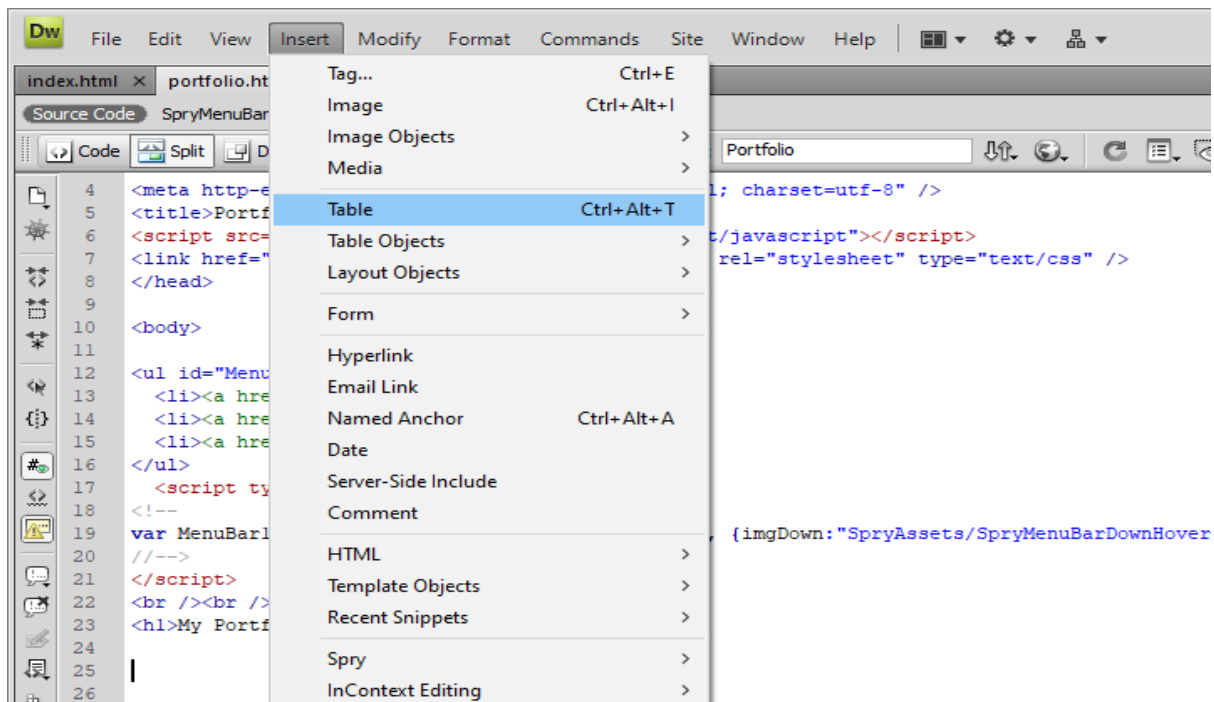 Dw File Edit View Insert Modify Format Commands Site Window Help
index.html × portfolio.ht
Source Code SpryMenuBar
Code Split D Portfolio
Tag... Ctrl+E
Image Ctrl+Alt+I
Image Objects >
Media >
Table Ctrl+Alt+T
Table Objects >
Layout Objects >
Form >
Hyperlink
Email Link
Named Anchor Ctrl+Alt+A
Date
Server-Side Include
Comment
HTML >
Template Objects >
Recent Snippets >
Spry >
InContext Editing >
4 <meta http-e l; charset=utf-8" />
5 <title>Portf
6 <script src= t/javascript"></script>
7 <link href=" rel="stylesheet" type="text/css" />
8 </head>
9
10 <body>
11
12 <ul id="Menu
13 <li><a hre
14 <li><a hre
15 <li><a hre
16 </ul>
17 <script ty
18 <!--
19 var MenuBar1 , {imgDown:"SpryAssets/SpryMenuBarDownHover
20 //-->
21 </script>
22 <br /><br />
23 <h1>My Portf
24
25
26